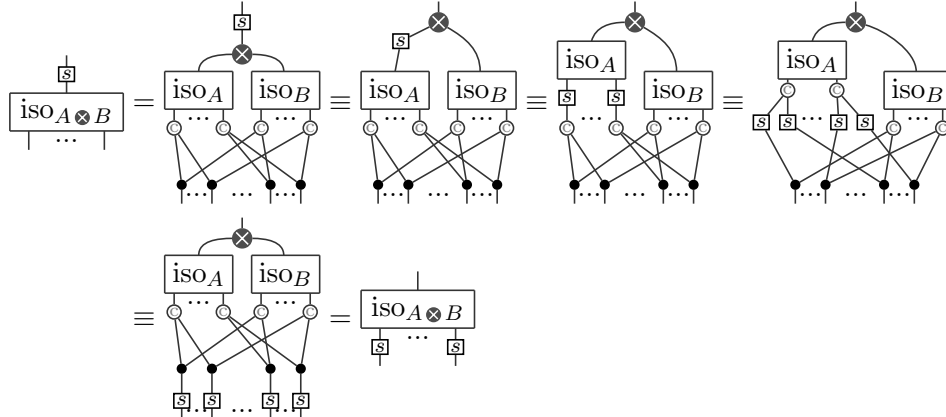 s iso_{A⊗B} ... = s ⊗ iso_A iso_B ... ... © © © © ... ... ... ≡ s ⊗ iso_A iso_B ... ... © © © © ... ... ... ≡ ⊗ iso_A s s iso_B ... ... © © © © ... ... ... ≡ ⊗ iso_A © © iso_B s s ... s s ... © © ... ... ...
≡ ⊗ iso_A iso_B ... ... © © © © s s ... s s ... ... = iso_{A⊗B} s ... s